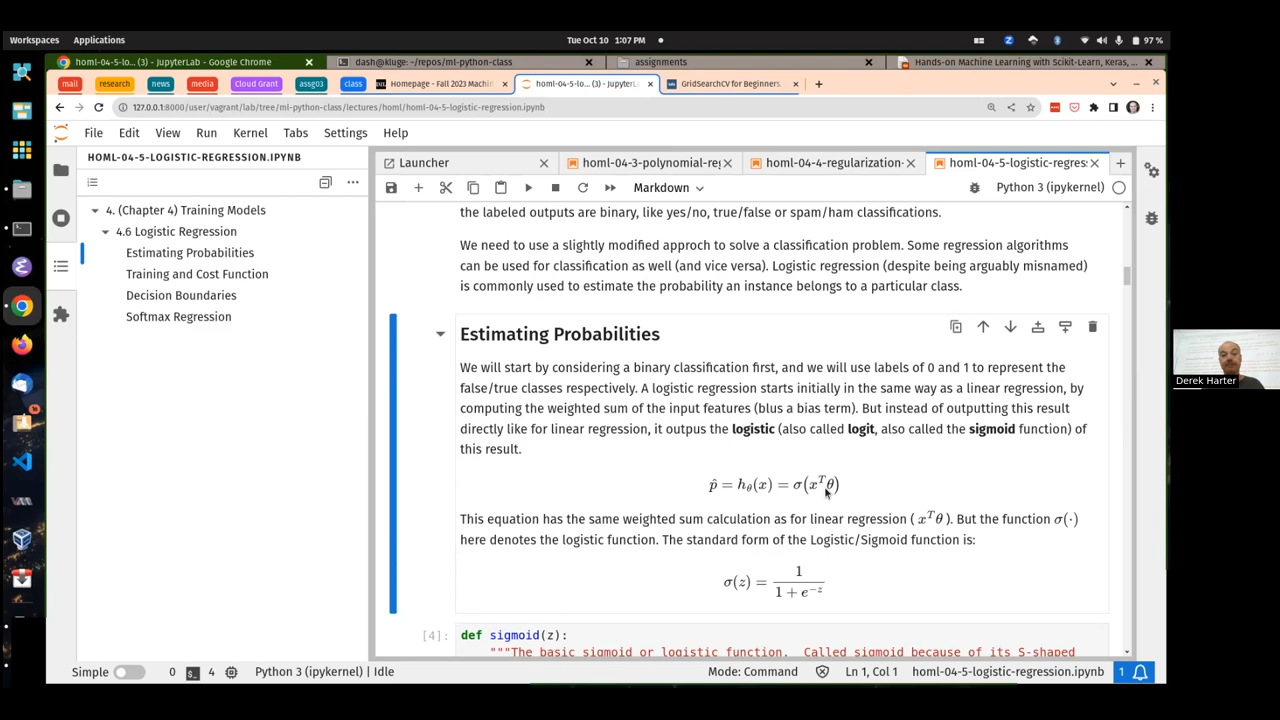 Workspaces Applications Tue Oct 10 1:07 PM 97 %
homl-04-5-lo... (3) - JupyterLab - Google Chrome dash@kluge: ~/repos/ml-python-class assignments Hands-on Machine Learning with Scikit-Learn, Keras, ...
mail research news media Cloud Grant assg03 class Homepage - Fall 2023 Machin homl-04-5-lo... (3) - JupyterL GridSearchCV for Beginners.
127.0.0.1:8000/user/vagrant/lab/tree/ml-python-class/lectures/homl/homl-04-5-logistic-regression.ipynb
File Edit View Run Kernel Tabs Settings Help
HOML-04-5-LOGISTIC-REGRESSION.IPYNB
Launcher homl-04-3-polynomial-reg homl-04-4-regularization- homl-04-5-logistic-regress
Markdown Python 3 (ipykernel)
4. (Chapter 4) Training Models
4.6 Logistic Regression
Estimating Probabilities
Training and Cost Function
Decision Boundaries
Softmax Regression
the labeled outputs are binary, like yes/no, true/false or spam/ham classifications.
We need to use a slightly modified approch to solve a classification problem. Some regression algorithms
can be used for classification as well (and vice versa). Logistic regression (despite being arguably misnamed)
is commonly used to estimate the probability an instance belongs to a particular class.
Estimating Probabilities
We will start by considering a binary classification first, and we will use labels of 0 and 1 to represent the
false/true classes respectively. A logistic regression starts initially in the same way as a linear regression, by
computing the weighted sum of the input features (blus a bias term). But instead of outputting this result
directly like for linear regression, it outpus the logistic (also called logit, also called the sigmoid function) of
this result.
p̂ = hθ(x) = σ(xᵀθ)
This equation has the same weighted sum calculation as for linear regression ( xᵀθ ). But the function σ(·)
here denotes the logistic function. The standard form of the Logistic/Sigmoid function is:
σ(z) = 1 / (1 + e⁻ᶻ)
[4]: def sigmoid(z):
"""The basic sigmoid or logistic function. Called sigmoid because of its S-shaped
Simple 0 4 Python 3 (ipykernel) | Idle Mode: Command Ln 1, Col 1 homl-04-5-logistic-regression.ipynb 1
Derek Harter